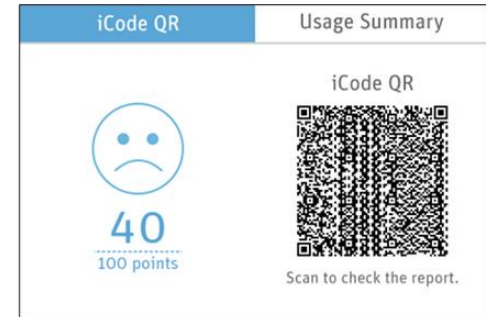 iCode QR
Usage Summary
iCode QR
40
100 points
Scan to check the report.